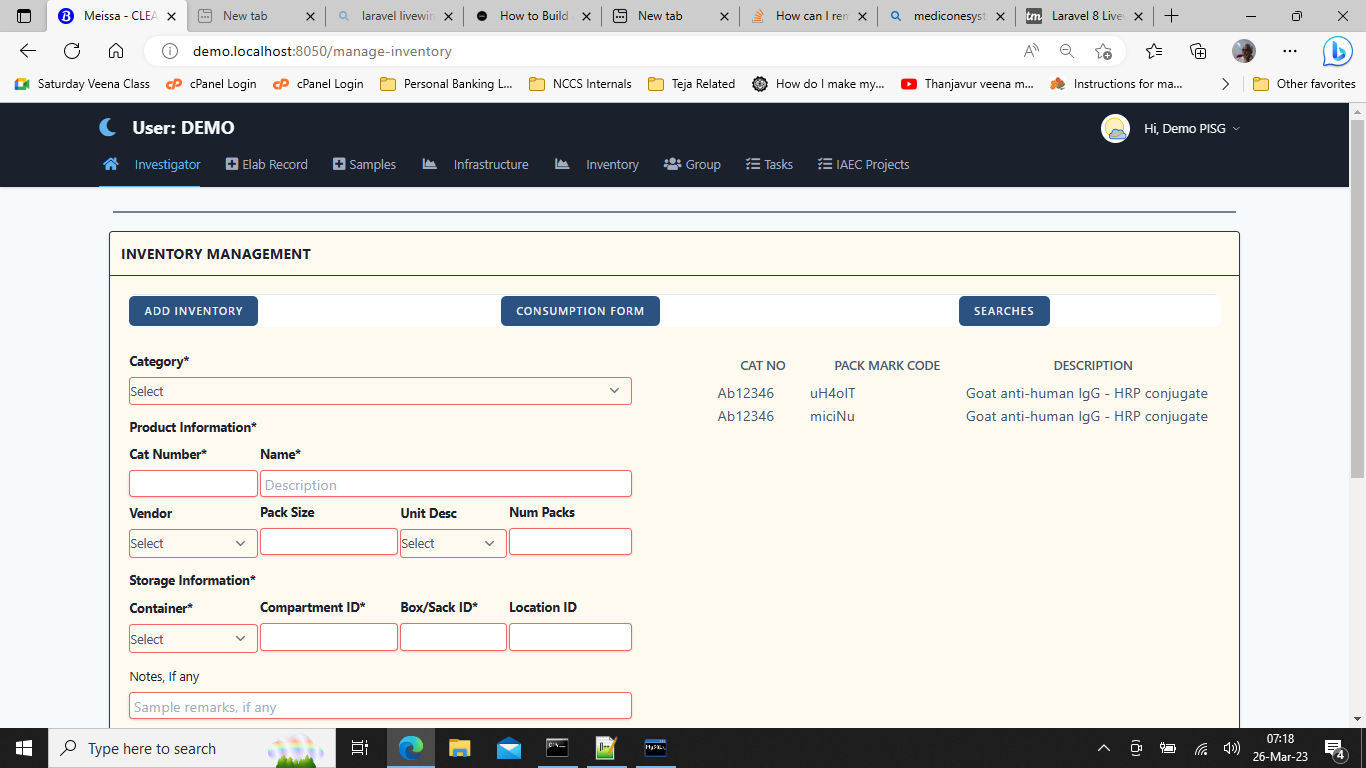 Meissa - CLEA
New tab
laravel livewir
How to Build
New tab
How can I rem
mediconesyst
Laravel 8 Livew
demo.localhost:8050/manage-inventory
Saturday Veena Class
cPanel Login
cPanel Login
Personal Banking L...
NCCS Internals
Teja Related
How do I make my...
Thanjavur veena m...
Instructions for ma...
Other favorites
User: DEMO
Hi, Demo PISG
Investigator
Elab Record
Samples
Infrastructure
Inventory
Group
Tasks
IAEC Projects
INVENTORY MANAGEMENT
ADD INVENTORY
CONSUMPTION FORM
SEARCHES
Category*
Select
CAT NO PACK MARK CODE DESCRIPTION
Ab12346 uH4oIT Goat anti-human IgG - HRP conjugate
Ab12346 miciNu Goat anti-human IgG - HRP conjugate
Product Information*
Cat Number* Name*
Description
Vendor Pack Size Unit Desc Num Packs
Select Select
Storage Information*
Container* Compartment ID* Box/Sack ID* Location ID
Select
Notes, If any
Sample remarks, if any
Type here to search
07:18
26-Mar-23
4